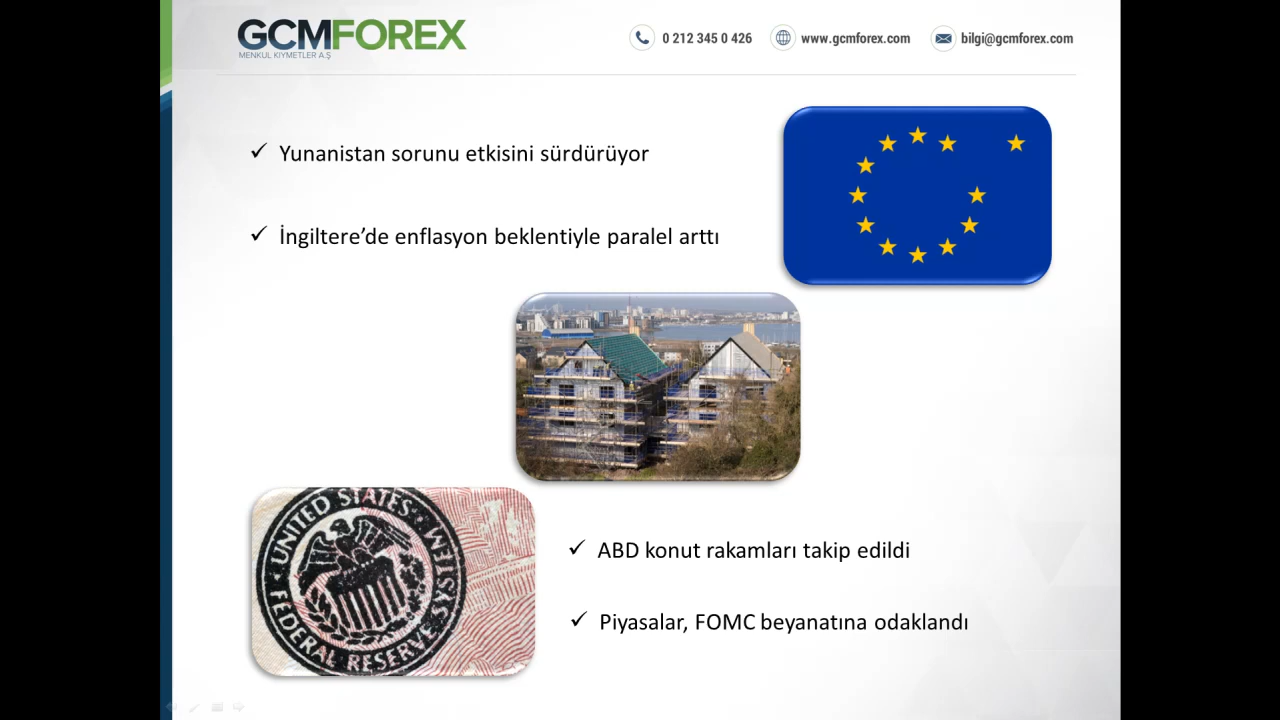 GCMFOREX
MENKUL KIYMETLER A.Ş
0 212 345 0 426
www.gcmforex.com
bilgi@gcmforex.com
✓ Yunanistan sorunu etkisini sürdürüyor
✓ İngiltere’de enflasyon beklentiyle paralel arttı
UNITED STATES
FEDERAL RESERVE SYSTEM
✓ ABD konut rakamları takip edildi
✓ Piyasalar, FOMC beyanatına odaklandı